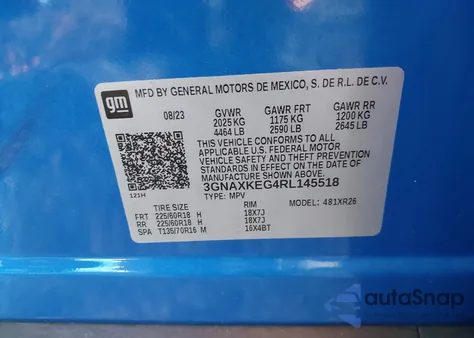 gm
MFD BY GENERAL MOTORS DE MEXICO, S. DE R.L. DE C.V.
08/23 GVWR GAWR FRT GAWR RR
2025 KG 1175 KG 1200 KG
4464 LB 2590 LB 2645 LB
THIS VEHICLE CONFORMS TO ALL
APPLICABLE U.S. FEDERAL MOTOR
VEHICLE SAFETY AND THEFT PREVENTION
STANDARDS IN EFFECT ON THE DATE OF
MANUFACTURE SHOWN ABOVE.
3GNAXKEG4RL145518
121H
TYPE: MPV MODEL: 481XR26
TIRE SIZE RIM
FRT 225/60R18 H 18X7J
RR 225/60R18 H 18X7J
SPA T135/70R16 M 16X4BT
autoSnap